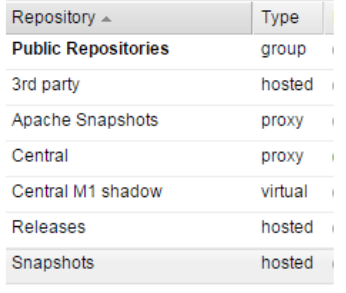 Repository Type
Public Repositories group
3rd party hosted
Apache Snapshots proxy
Central proxy
Central M1 shadow virtual
Releases hosted
Snapshots hosted